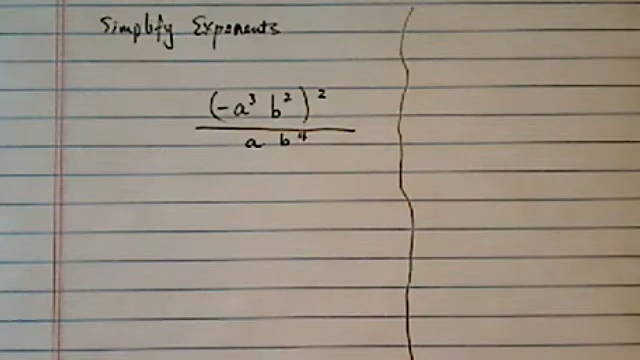 Simplify Exponents
(-a³ b²)²
a b⁴